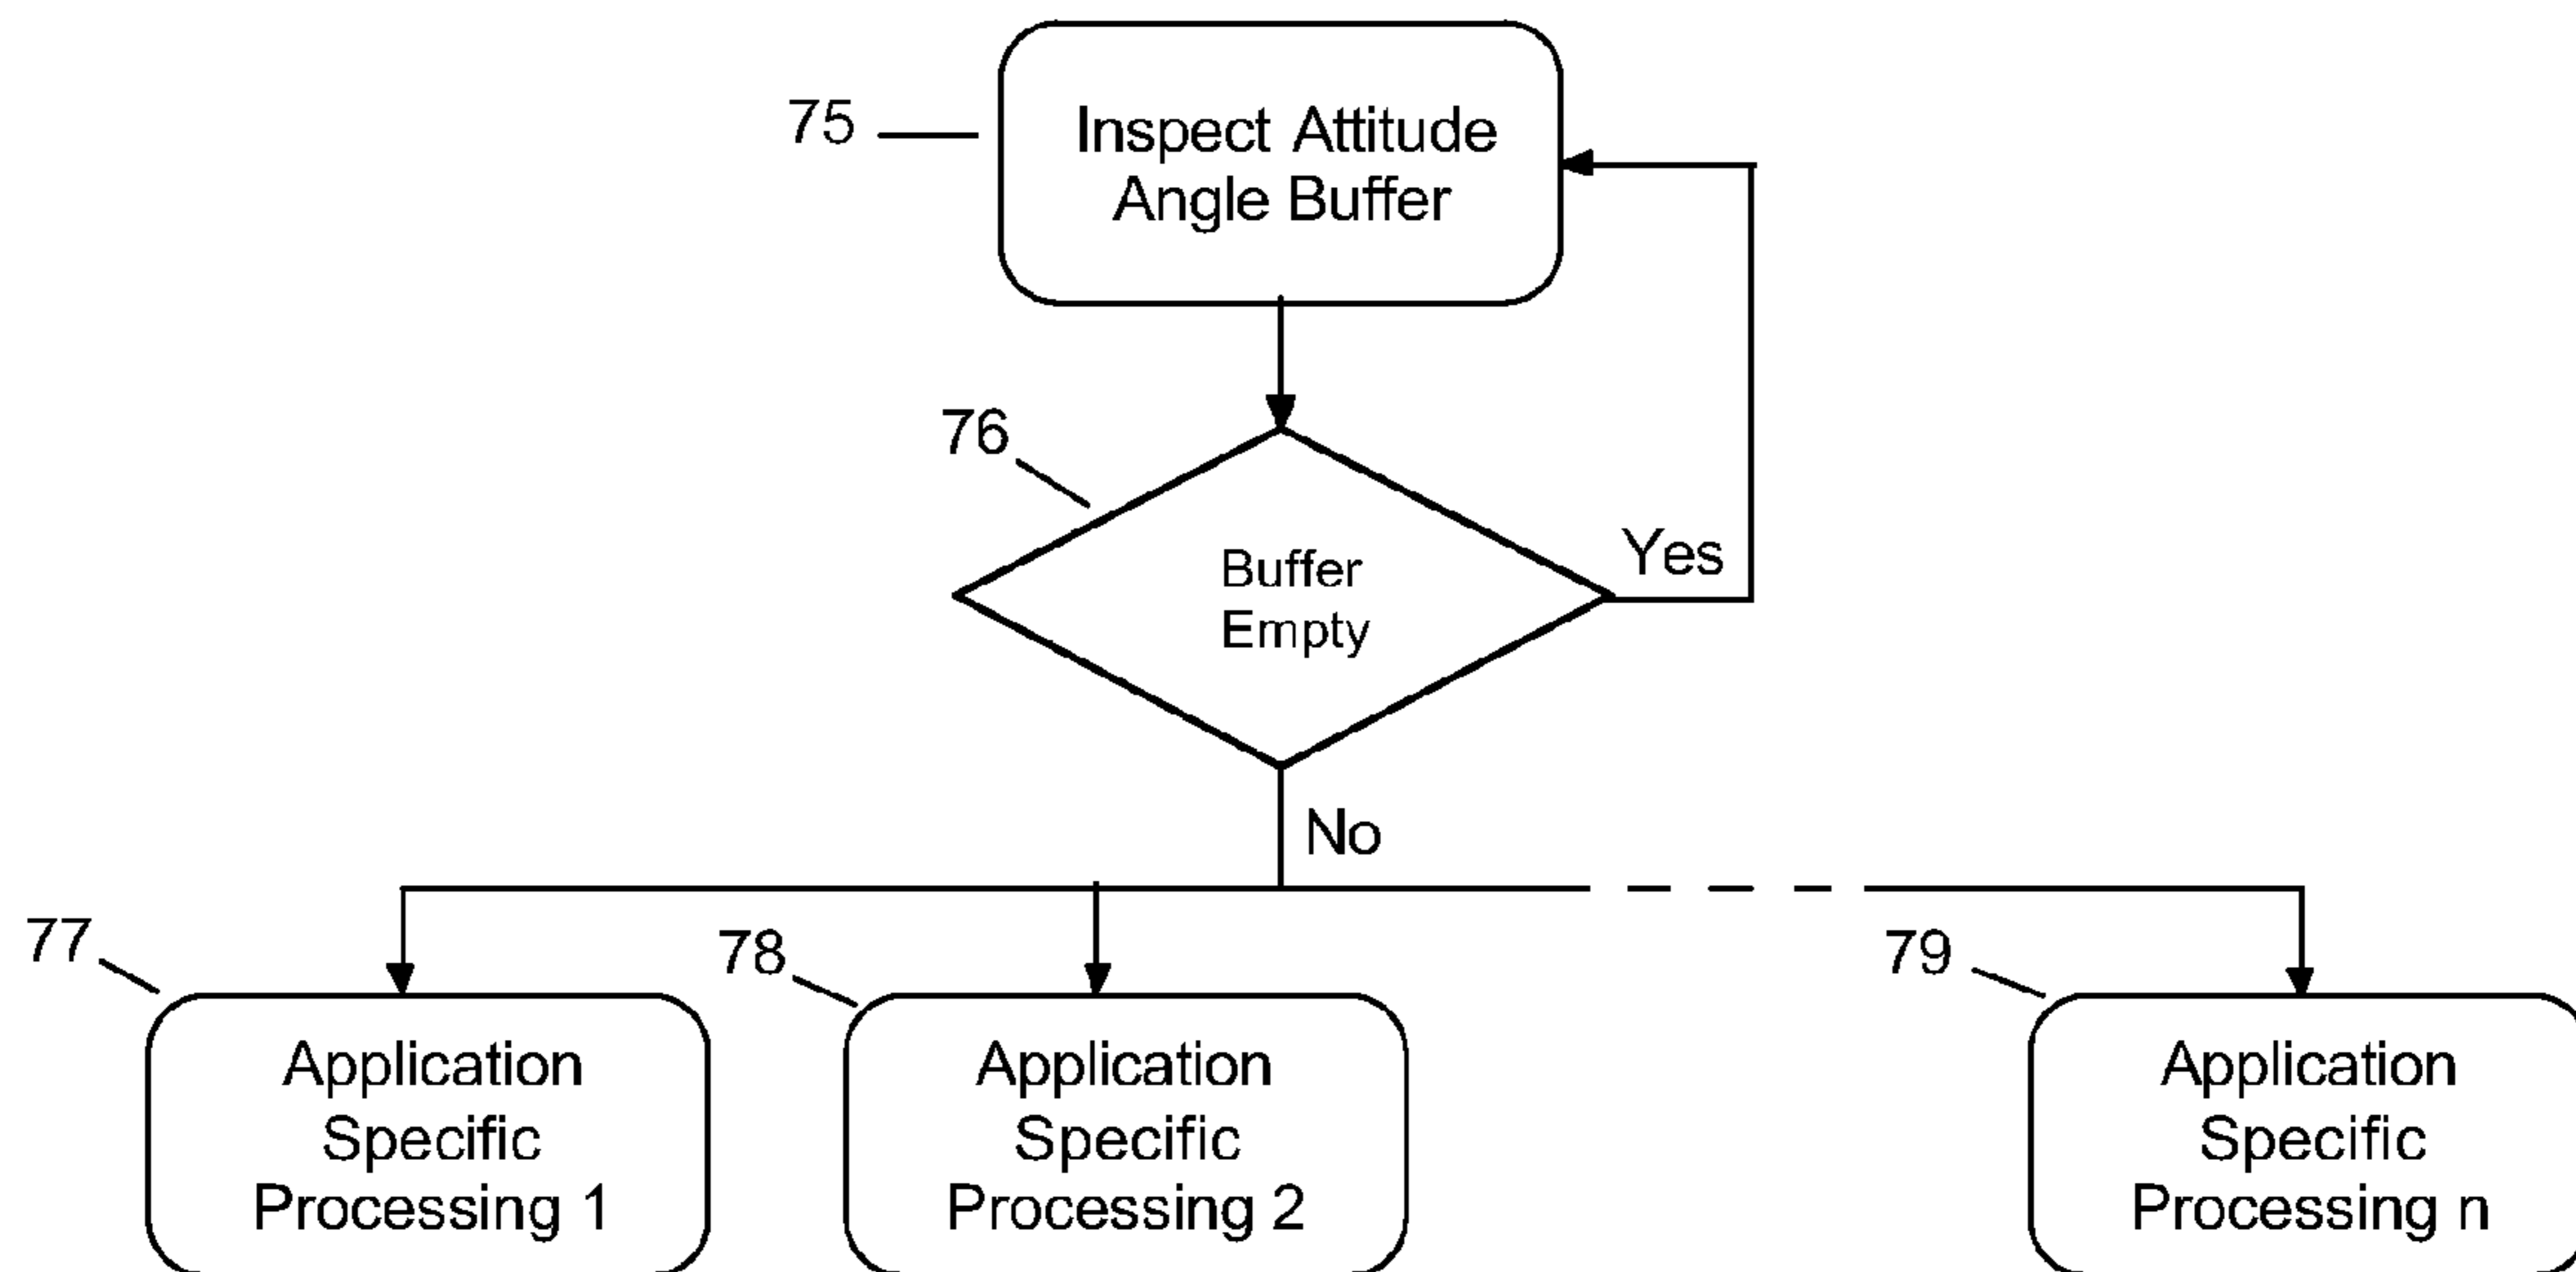 75
Inspect Attitude
Angle Buffer
76
Buffer
Empty
Yes
No
77
78
79
Application
Specific
Processing 1
Application
Specific
Processing 2
Application
Specific
Processing n